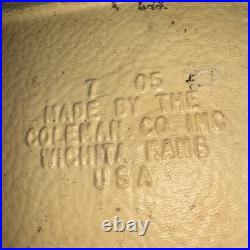 7 05
MADE BY THE
COLEMAN CO INC
WICHITA KANS
USA